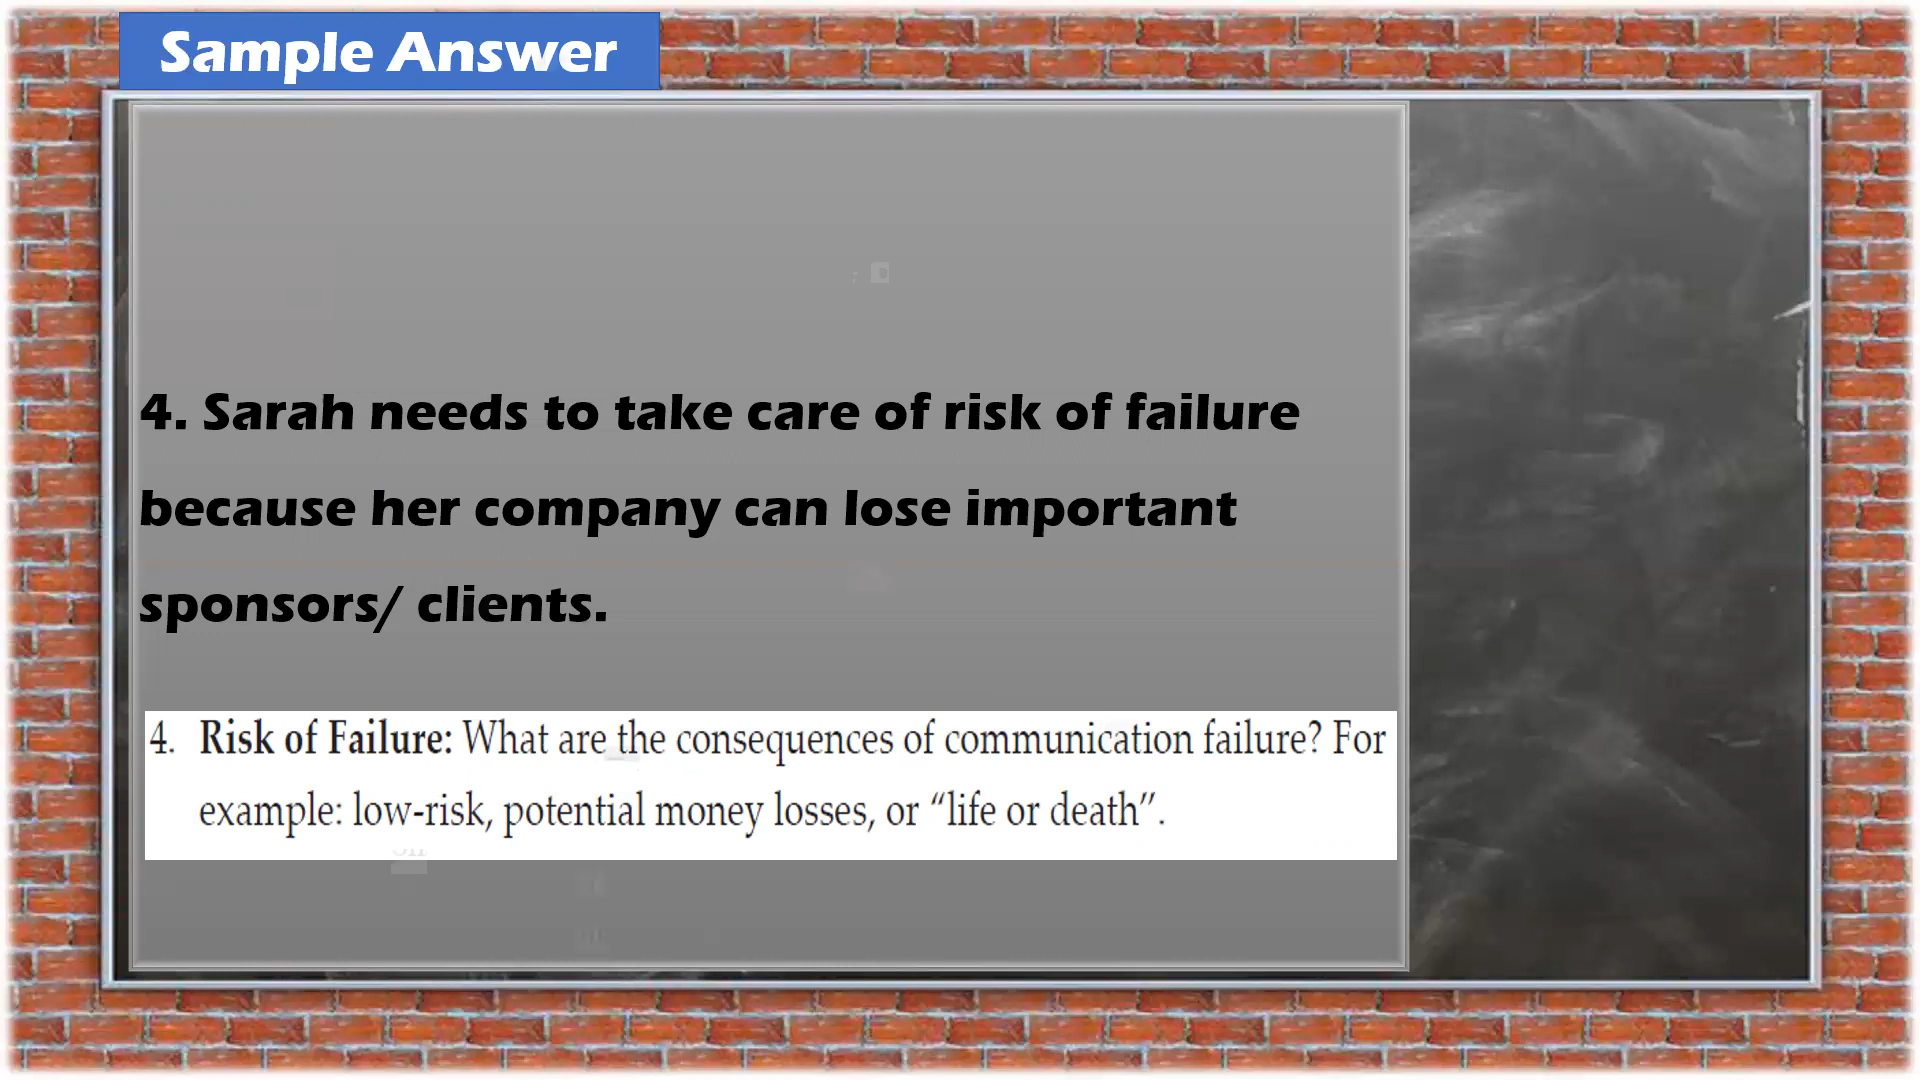 Sample Answer
4. Sarah needs to take care of risk of failure
because her company can lose important
sponsors/ clients.
4. Risk of Failure: What are the consequences of communication failure? For
example: low-risk, potential money losses, or “life or death”.